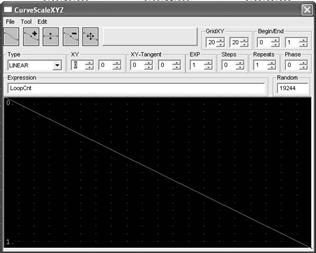 CurveScaleXYZ
File Tool Edit
GridXY Begin/End
20 20 0 1
Type XY XY-Tangent EXP Steps Repeats Phase
LINEAR 0 0 0 1 0 1 0
Expression Random
LoopCnt 19244
0
1